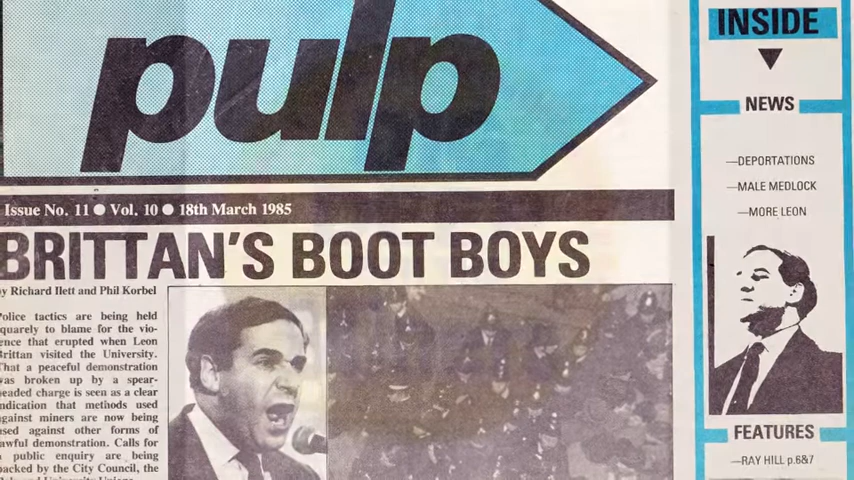 pulp
Issue No. 11 ● Vol. 10 ● 18th March 1985
BRITTAN'S BOOT BOYS
by Richard Ilett and Phil Korbel
Police tactics are being held
squarely to blame for the vio-
lence that erupted when Leon
Brittan visited the University.
That a peaceful demonstration
was broken up by a spear-
headed charge is seen as a clear
indication that methods used
against miners are now being
used against other forms of
lawful demonstration. Calls for
a public enquiry are being
backed by the City Council, the
INSIDE
NEWS
—DEPORTATIONS
—MALE MEDLOCK
—MORE LEON
FEATURES
—RAY HILL p.6&7